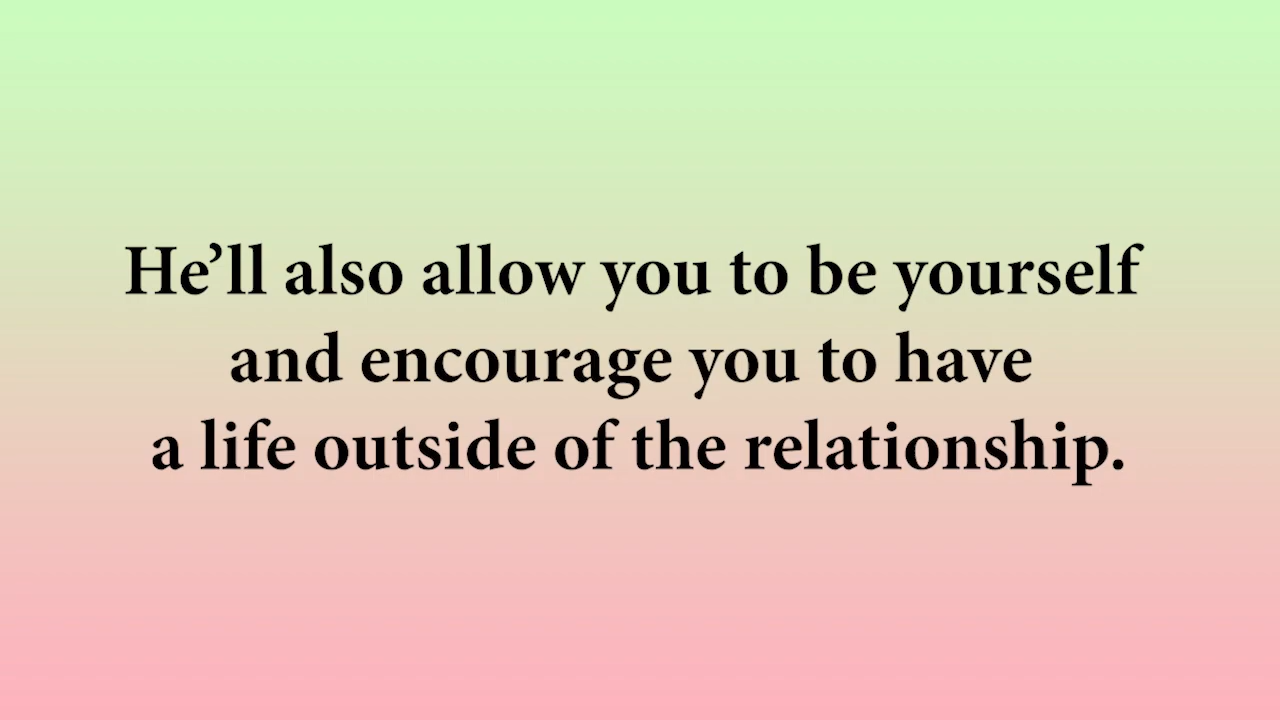 He’ll also allow you to be yourself
and encourage you to have
a life outside of the relationship.